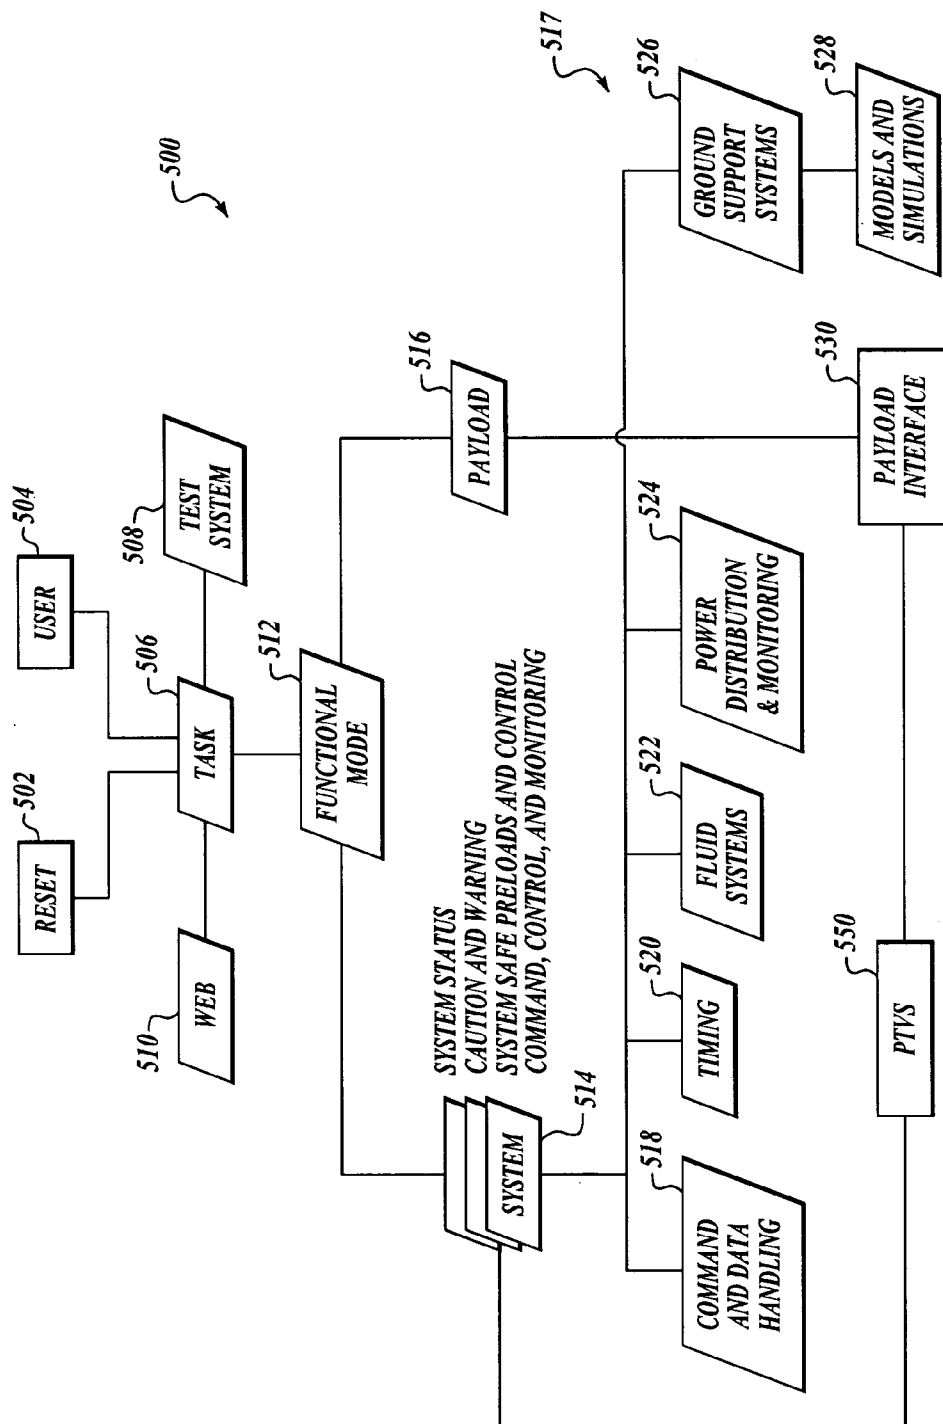 500
502
RESET
504
USER
506
TASK
508
TEST
SYSTEM
510
WEB
512
FUNCTIONAL
MODE
SYSTEM STATUS
CAUTION AND WARNING
SYSTEM SAFE PRELOADS AND CONTROL
COMMAND, CONTROL, AND MONITORING
SYSTEM
514
516
PAYLOAD
517
518
COMMAND
AND DATA
HANDLING
520
TIMING
522
FLUID
SYSTEMS
524
POWER
DISTRIBUTION
& MONITORING
526
GROUND
SUPPORT
SYSTEMS
528
MODELS AND
SIMULATIONS
530
PAYLOAD
INTERFACE
550
PTVS